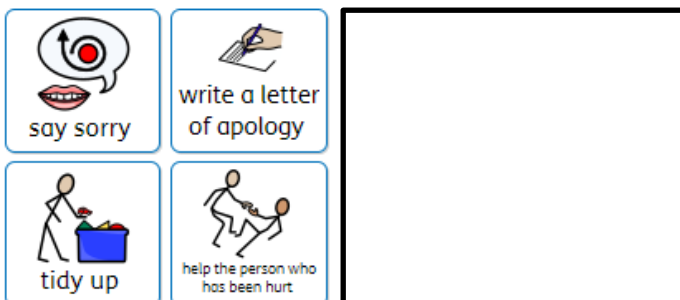 say sorry
write a letter
of apology
tidy up
help the person who
has been hurt